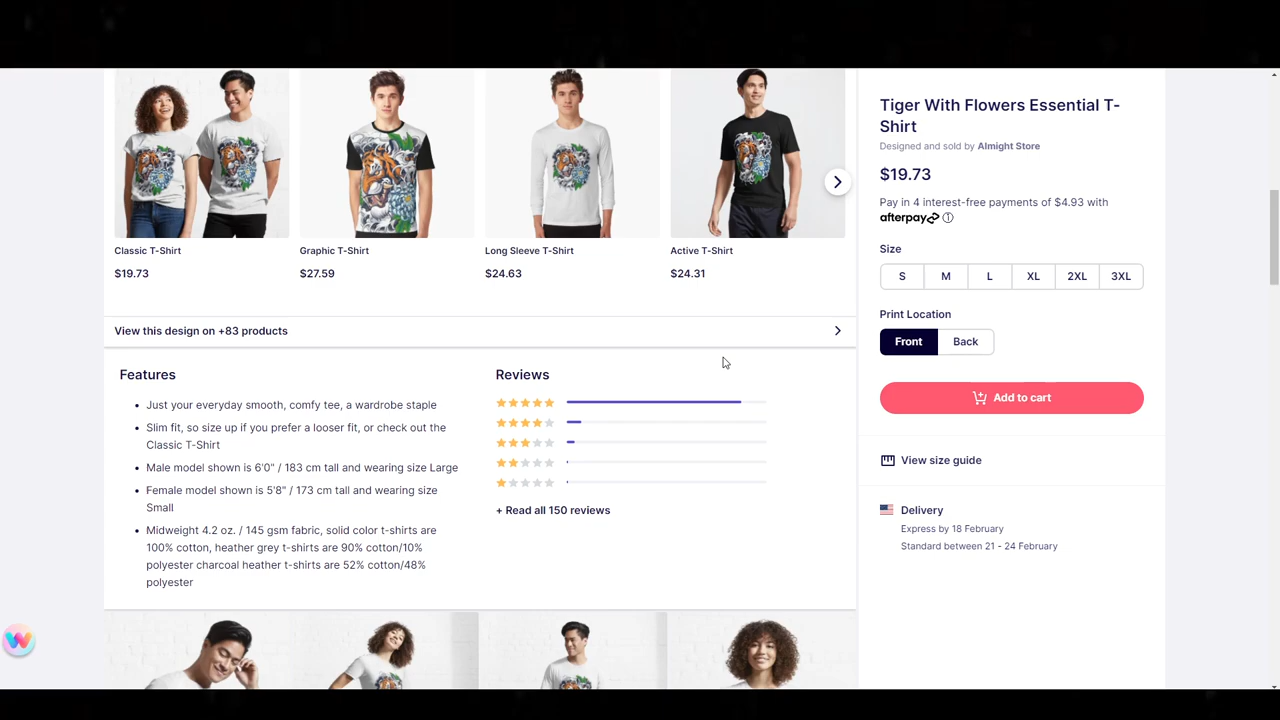 Classic T-Shirt
$19.73
Graphic T-Shirt
$27.59
Long Sleeve T-Shirt
$24.63
Active T-Shirt
$24.31
View this design on +83 products
Features
Just your everyday smooth, comfy tee, a wardrobe staple
Slim fit, so size up if you prefer a looser fit, or check out the
Classic T-Shirt
Male model shown is 6'0" / 183 cm tall and wearing size Large
Female model shown is 5'8" / 173 cm tall and wearing size
Small
Midweight 4.2 oz. / 145 gsm fabric, solid color t-shirts are
100% cotton, heather grey t-shirts are 90% cotton/10%
polyester charcoal heather t-shirts are 52% cotton/48%
polyester
Reviews
+ Read all 150 reviews
Tiger With Flowers Essential T-
Shirt
Designed and sold by Almight Store
$19.73
Pay in 4 interest-free payments of $4.93 with
afterpay
Size
S M L XL 2XL 3XL
Print Location
Front Back
Add to cart
View size guide
Delivery
Express by 18 February
Standard between 21 - 24 February